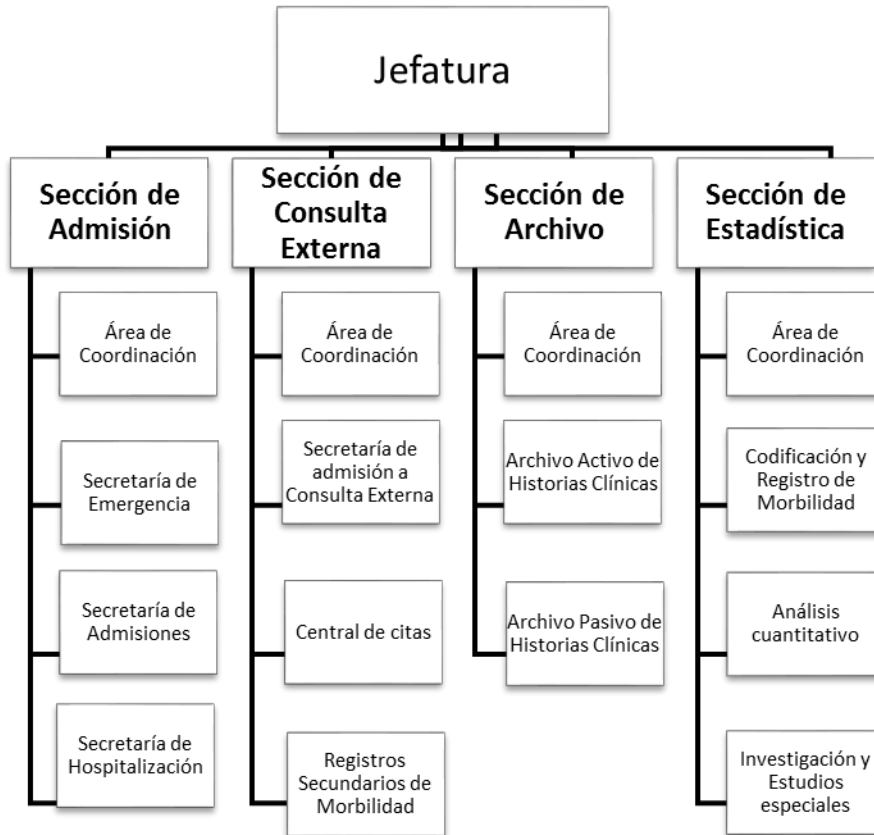 Jefatura
Sección de
Admisión
Área de
Coordinación
Secretaría de
Emergencia
Secretaría de
Admisiones
Secretaría de
Hospitalización
Sección de
Consulta
Externa
Área de
Coordinación
Secretaría de
admisión a
Consulta Externa
Central de citas
Registros
Secundarios de
Morbilidad
Sección de
Archivo
Área de
Coordinación
Archivo Activo de
Historias Clínicas
Archivo Pasivo de
Historias Clínicas
Sección de
Estadística
Área de
Coordinación
Codificación y
Registro de
Morbilidad
Análisis
cuantitativo
Investigación y
Estudios
especiales